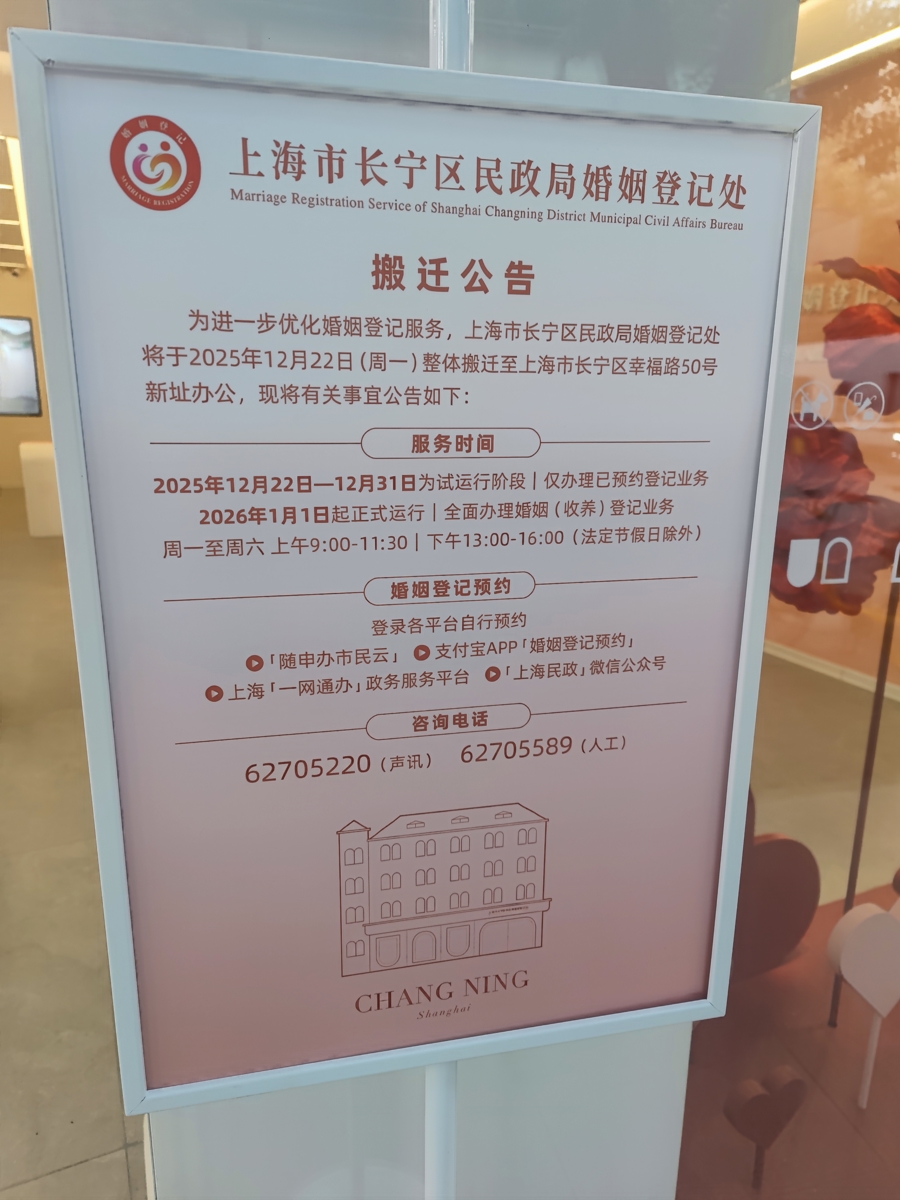 婚姻登记
MARRIAGE REGISTRATION
上海市长宁区民政局婚姻登记处
Marriage Registration Service of Shanghai Changning District Municipal Civil Affairs Bureau
搬迁公告
为进一步优化婚姻登记服务，上海市长宁区民政局婚姻登记处
将于2025年12月22日（周一）整体搬迁至上海市长宁区幸福路50号
新址办公，现将有关事宜公告如下：
服务时间
2025年12月22日—12月31日为试运行阶段｜仅办理已预约登记业务
2026年1月1日起正式运行｜全面办理婚姻（收养）登记业务
周一至周六 上午9:00-11:30｜下午13:00-16:00（法定节假日除外）
婚姻登记预约
登录各平台自行预约
「随申办市民云」 支付宝APP「婚姻登记预约」
上海「一网通办」政务服务平台 「上海民政」微信公众号
咨询电话
62705220（声讯） 62705589（人工）
CHANG NING
Shanghai